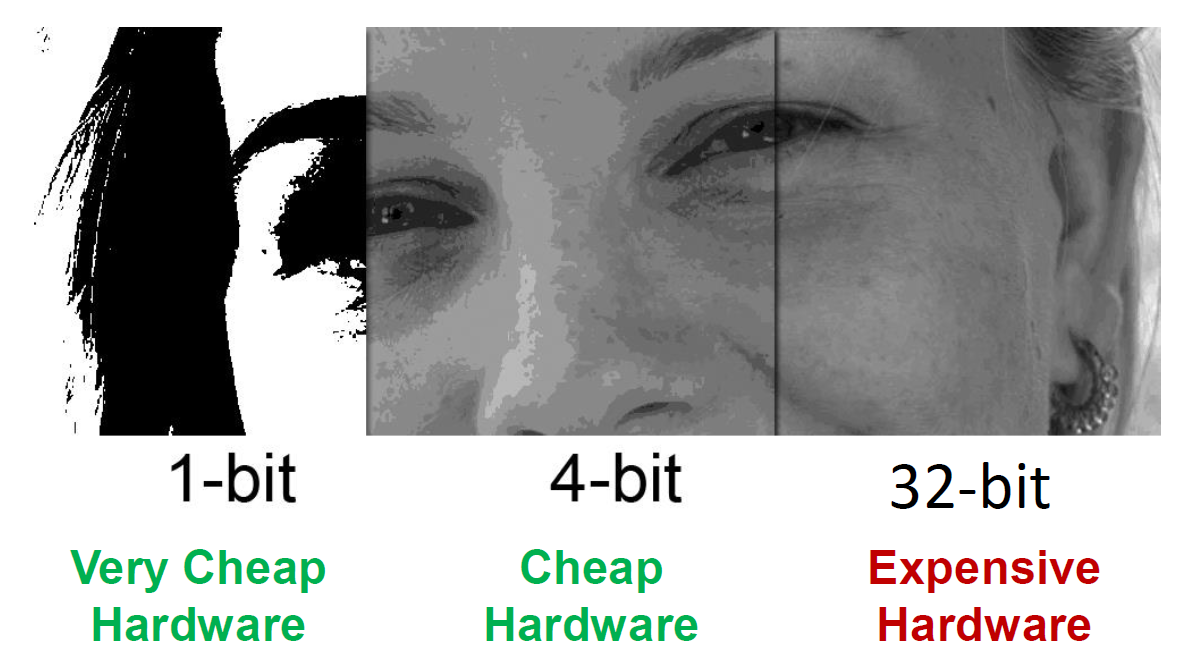 1-bit
4-bit
32-bit
Very Cheap
Hardware
Cheap
Hardware
Expensive
Hardware